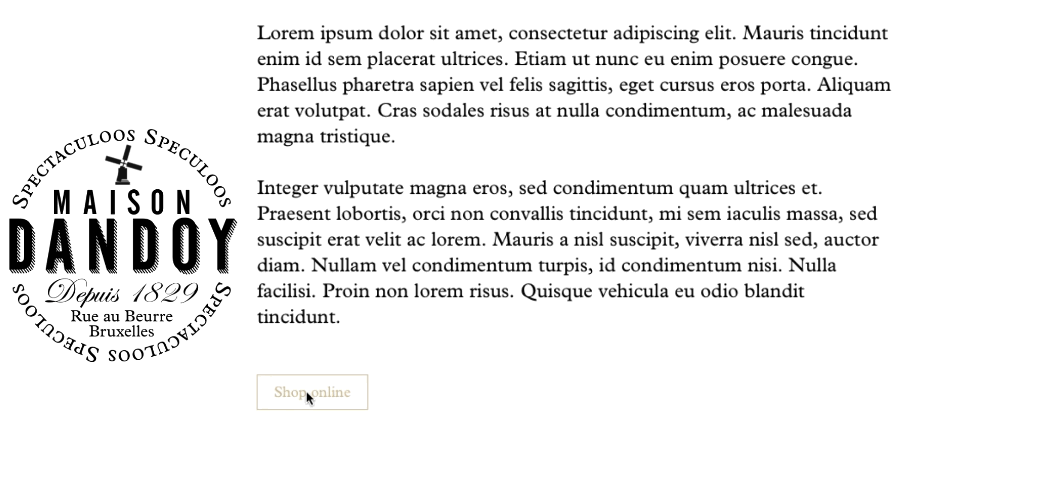 Lorem ipsum dolor sit amet, consectetur adipiscing elit. Mauris tincidunt
enim id sem placerat ultrices. Etiam ut nunc eu enim posuere congue.
Phasellus pharetra sapien vel felis sagittis, eget cursus eros porta. Aliquam
erat volutpat. Cras sodales risus at nulla condimentum, ac malesuada
magna tristique.
Integer vulputate magna eros, sed condimentum quam ultrices et.
Praesent lobortis, orci non convallis tincidunt, mi sem iaculis massa, sed
suscipit erat velit ac lorem. Mauris a nisl suscipit, viverra nisl sed, auctor
diam. Nullam vel condimentum turpis, id condimentum nisi. Nulla
facilisi. Proin non lorem risus. Quisque vehicula eu odio blandit
tincidunt.
Shop online
SPECTACULOOS SPECULOOS
MAISON
DANDOY
Depuis 1829
Rue au Beurre
Bruxelles
SPECTACULOOS SPECULOOS